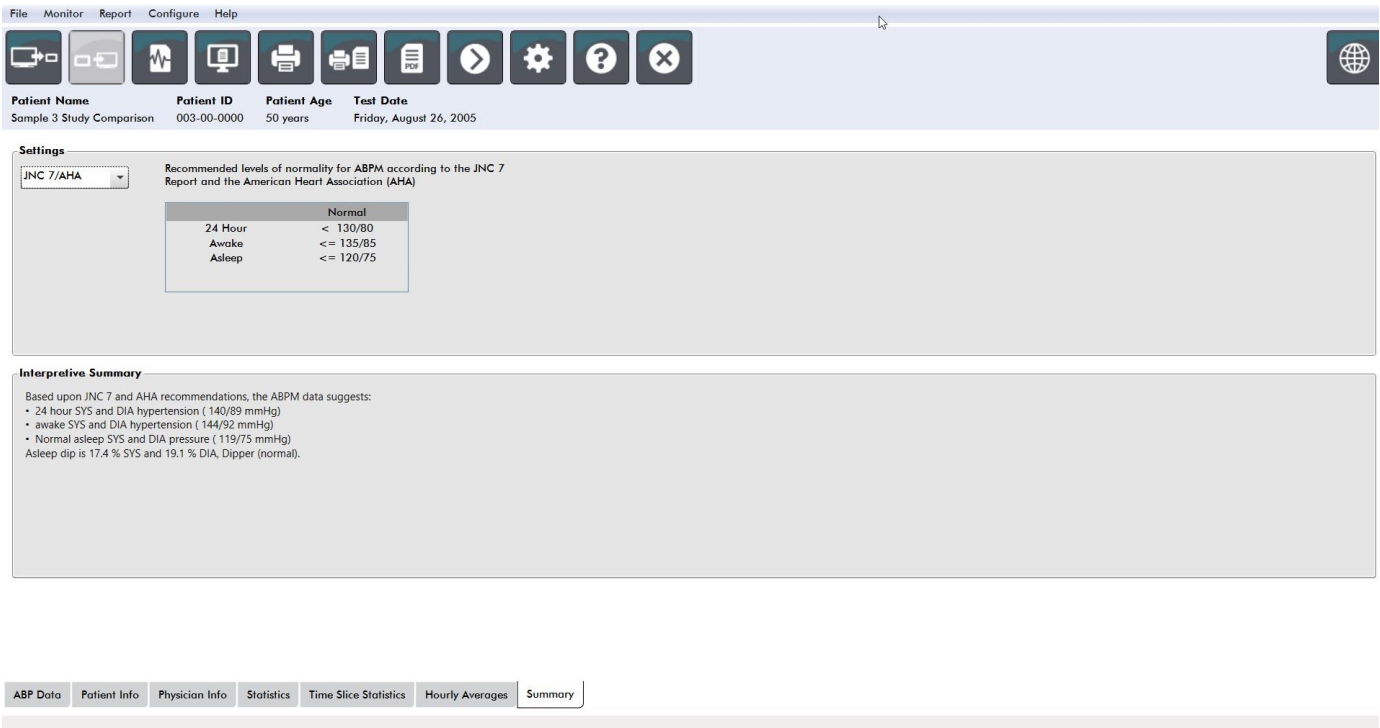 File Monitor Report Configure Help
PDF
Patient Name Patient ID Patient Age Test Date
Sample 3 Study Comparison 003-00-0000 50 years Friday, August 26, 2005
Settings
JNC 7/AHA
Recommended levels of normality for ABPM according to the JNC 7
Report and the American Heart Association (AHA)
Normal
24 Hour < 130/80
Awake <= 135/85
Asleep <= 120/75
Interpretive Summary
Based upon JNC 7 and AHA recommendations, the ABPM data suggests:
• 24 hour SYS and DIA hypertension ( 140/89 mmHg)
• awake SYS and DIA hypertension ( 144/92 mmHg)
• Normal asleep SYS and DIA pressure ( 119/75 mmHg)
Asleep dip is 17.4 % SYS and 19.1 % DIA, Dipper (normal).
ABP Data Patient Info Physician Info Statistics Time Slice Statistics Hourly Averages Summary